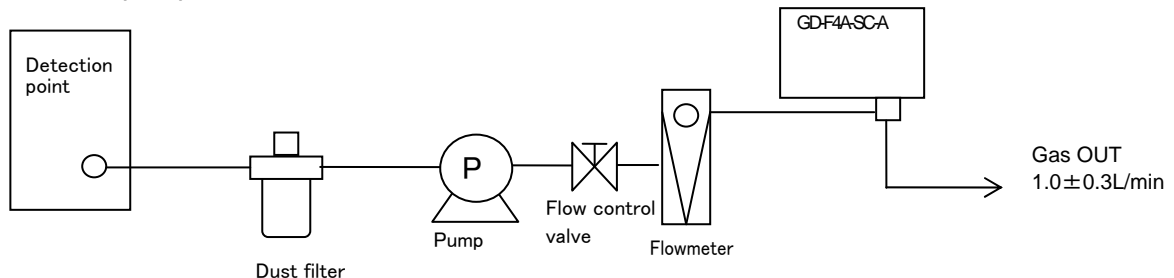 GD-F4A-SC-A
Detection
point
P
Gas OUT
1.0±0.3L/min
Flow control
valve
Pump
Flowmeter
Dust filter